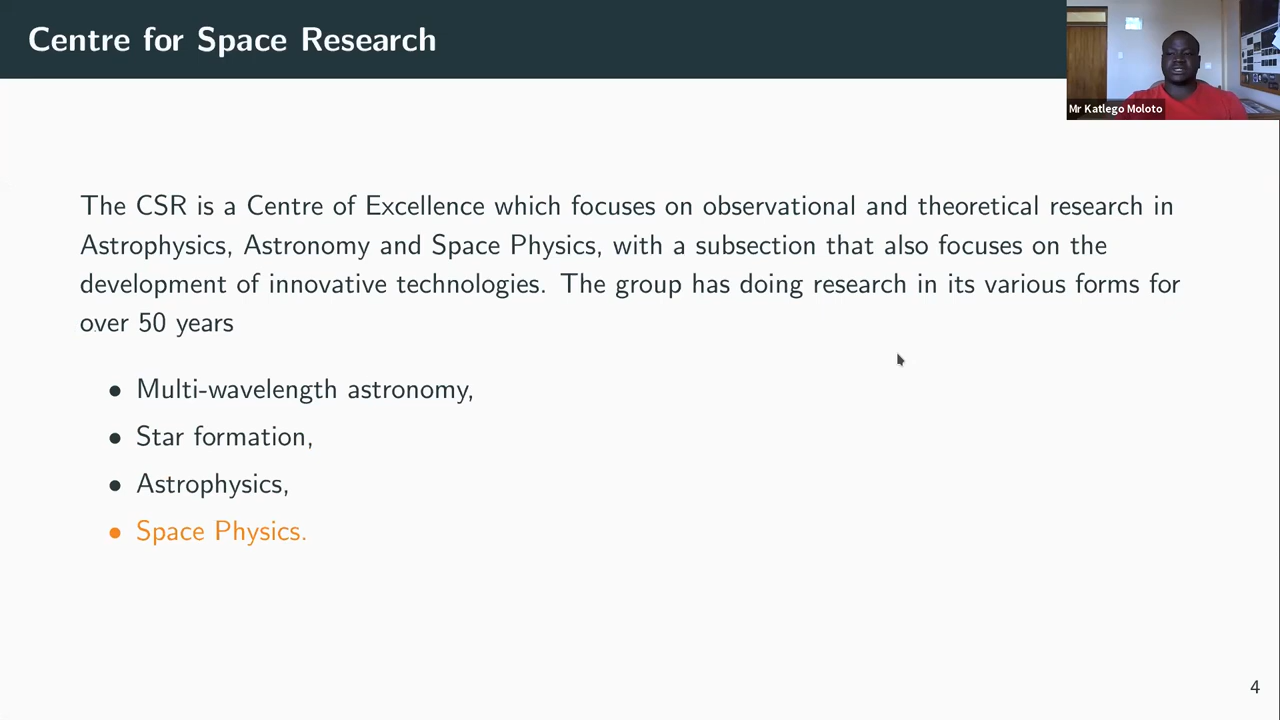 Centre for Space Research
Mr Katlego Moloto
The CSR is a Centre of Excellence which focuses on observational and theoretical research in
Astrophysics, Astronomy and Space Physics, with a subsection that also focuses on the
development of innovative technologies. The group has doing research in its various forms for
over 50 years
• Multi-wavelength astronomy,
• Star formation,
• Astrophysics,
• Space Physics.
4